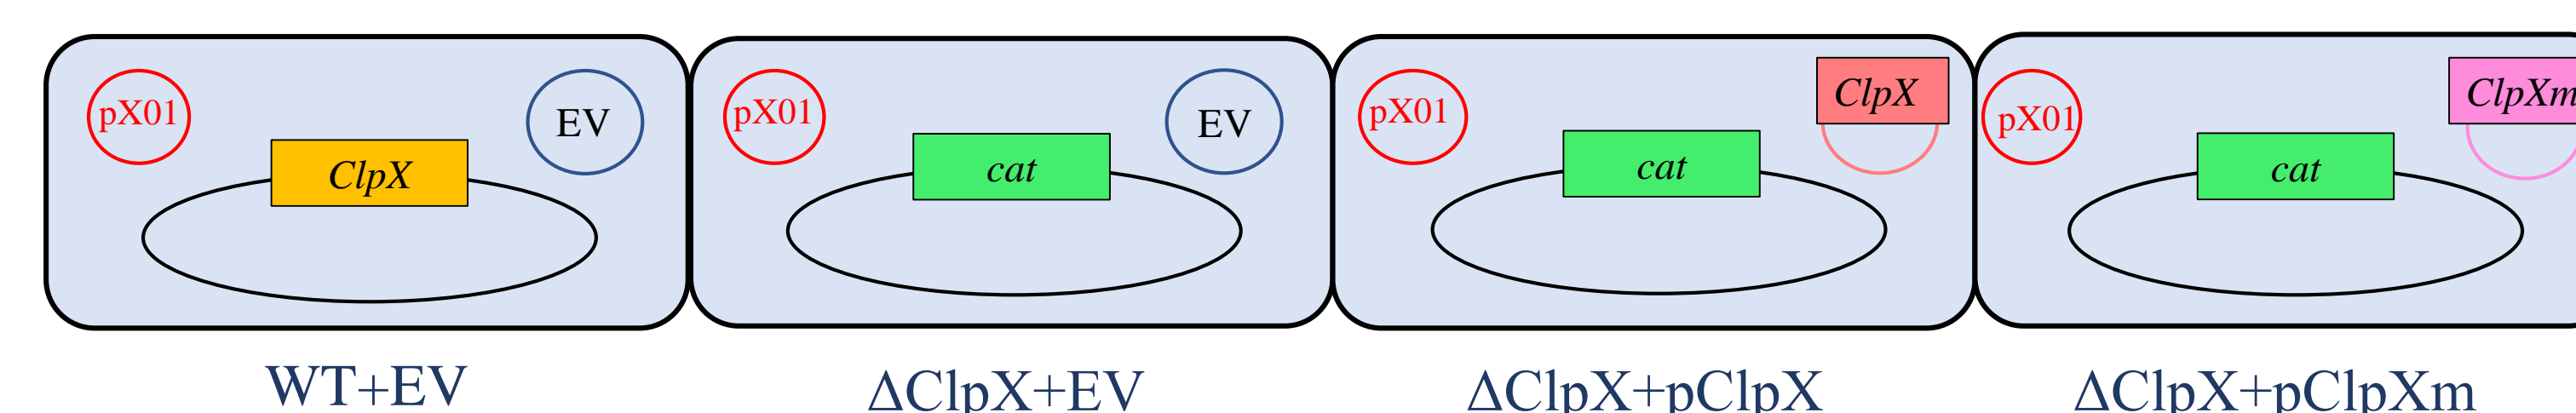 pX01
EV
ClpX
WT+EV
pX01
EV
cat
ΔClpX+EV
pX01
ClpX
cat
ΔClpX+pClpX
pX01
ClpXm
cat
ΔClpX+pClpXm